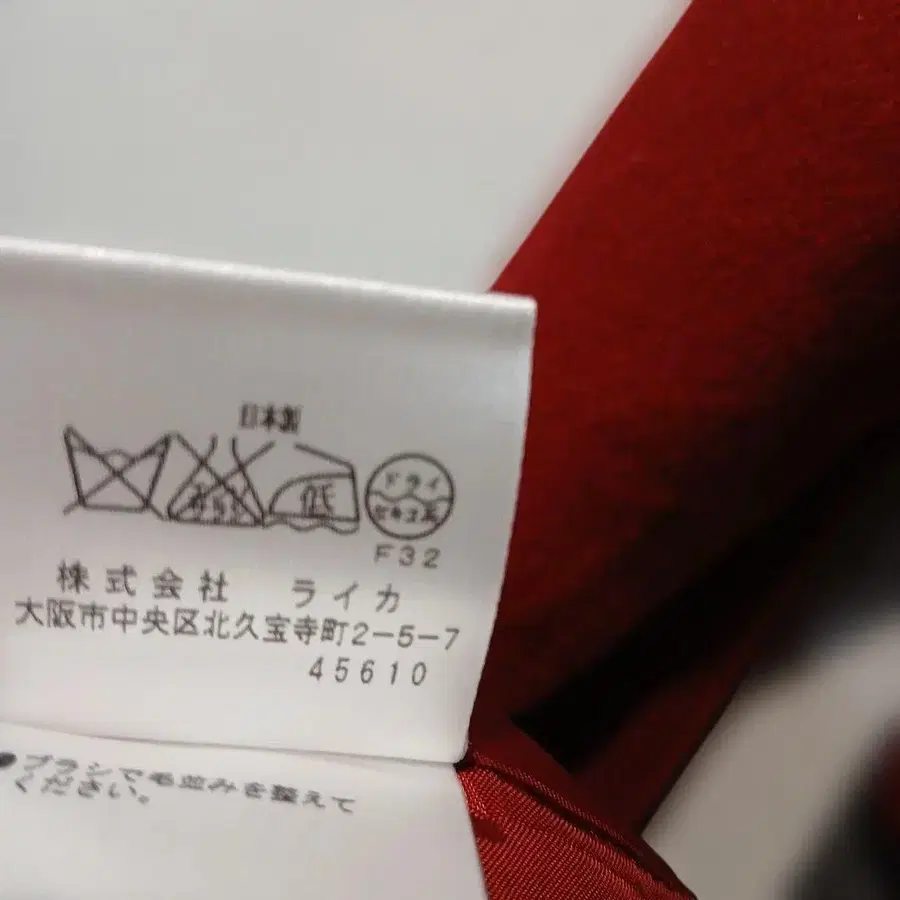 日本製
低
ドライ
セキユ系
F32
株式会社 ライカ
大阪市中央区北久宝寺町2-5-7
45610
●ブラシで毛並みを整えて
ください。